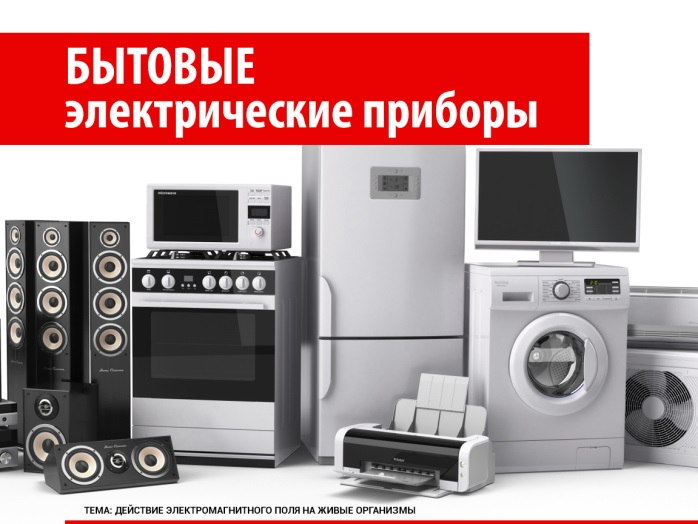 БЫТОВЫЕ
электрические приборы
ТЕМА: ДЕЙСТВИЕ ЭЛЕКТРОМАГНИТНОГО ПОЛЯ НА ЖИВЫЕ ОРГАНИЗМЫ